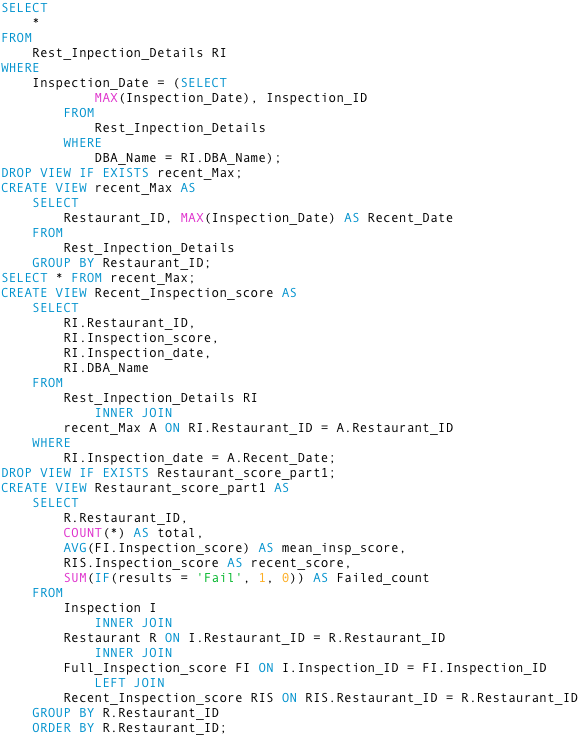 SELECT
    *
FROM
    Rest_Inpection_Details RI
WHERE
    Inspection_Date = (SELECT
            MAX(Inspection_Date), Inspection_ID
        FROM
            Rest_Inpection_Details
        WHERE
            DBA_Name = RI.DBA_Name);
DROP VIEW IF EXISTS recent_Max;
CREATE VIEW recent_Max AS
    SELECT
        Restaurant_ID, MAX(Inspection_Date) AS Recent_Date
    FROM
        Rest_Inpection_Details
    GROUP BY Restaurant_ID;
SELECT * FROM recent_Max;
CREATE VIEW Recent_Inspection_score AS
    SELECT
        RI.Restaurant_ID,
        RI.Inspection_score,
        RI.Inspection_date,
        RI.DBA_Name
    FROM
        Rest_Inpection_Details RI
            INNER JOIN
        recent_Max A ON RI.Restaurant_ID = A.Restaurant_ID
    WHERE
        RI.Inspection_date = A.Recent_Date;
DROP VIEW IF EXISTS Restaurant_score_part1;
CREATE VIEW Restaurant_score_part1 AS
    SELECT
        R.Restaurant_ID,
        COUNT(*) AS total,
        AVG(FI.Inspection_score) AS mean_insp_score,
        RIS.Inspection_score AS recent_score,
        SUM(IF(results = 'Fail', 1, 0)) AS Failed_count
    FROM
        Inspection I
            INNER JOIN
        Restaurant R ON I.Restaurant_ID = R.Restaurant_ID
            INNER JOIN
        Full_Inspection_score FI ON I.Inspection_ID = FI.Inspection_ID
            LEFT JOIN
        Recent_Inspection_score RIS ON RIS.Restaurant_ID = R.Restaurant_ID
    GROUP BY R.Restaurant_ID
    ORDER BY R.Restaurant_ID;